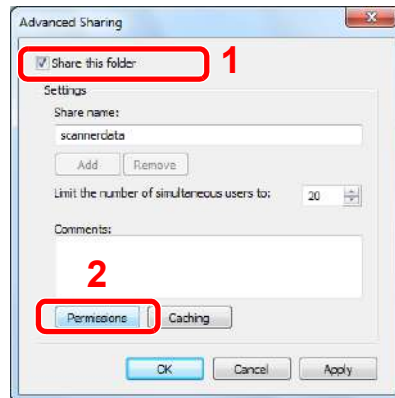 Advanced Sharing
Share this folder 1
Settings
Share name:
scannerdata
Add Remove
Limit the number of simultaneous users to: 20
Comments:
2
Permissions Caching
OK Cancel Apply